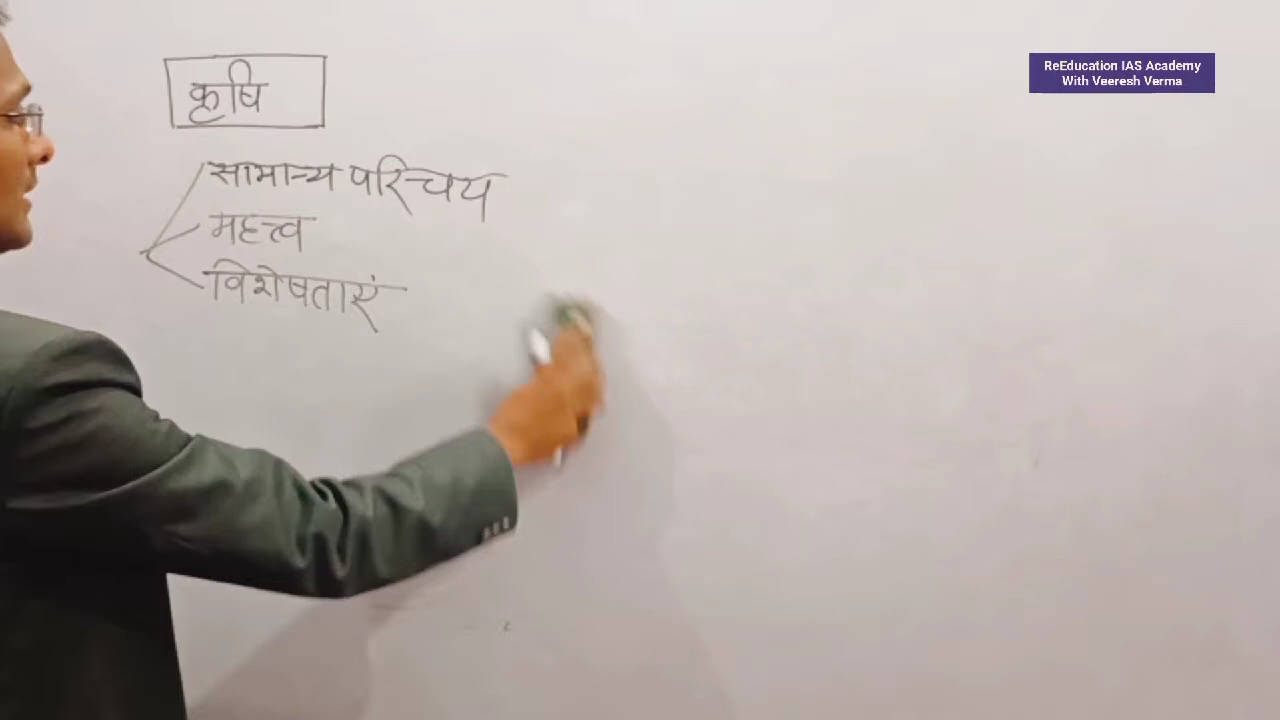 कृषि
सामान्य परिचय
महत्त्व
विशेषताएं
ReEducation IAS Academy
With Veeresh Verma